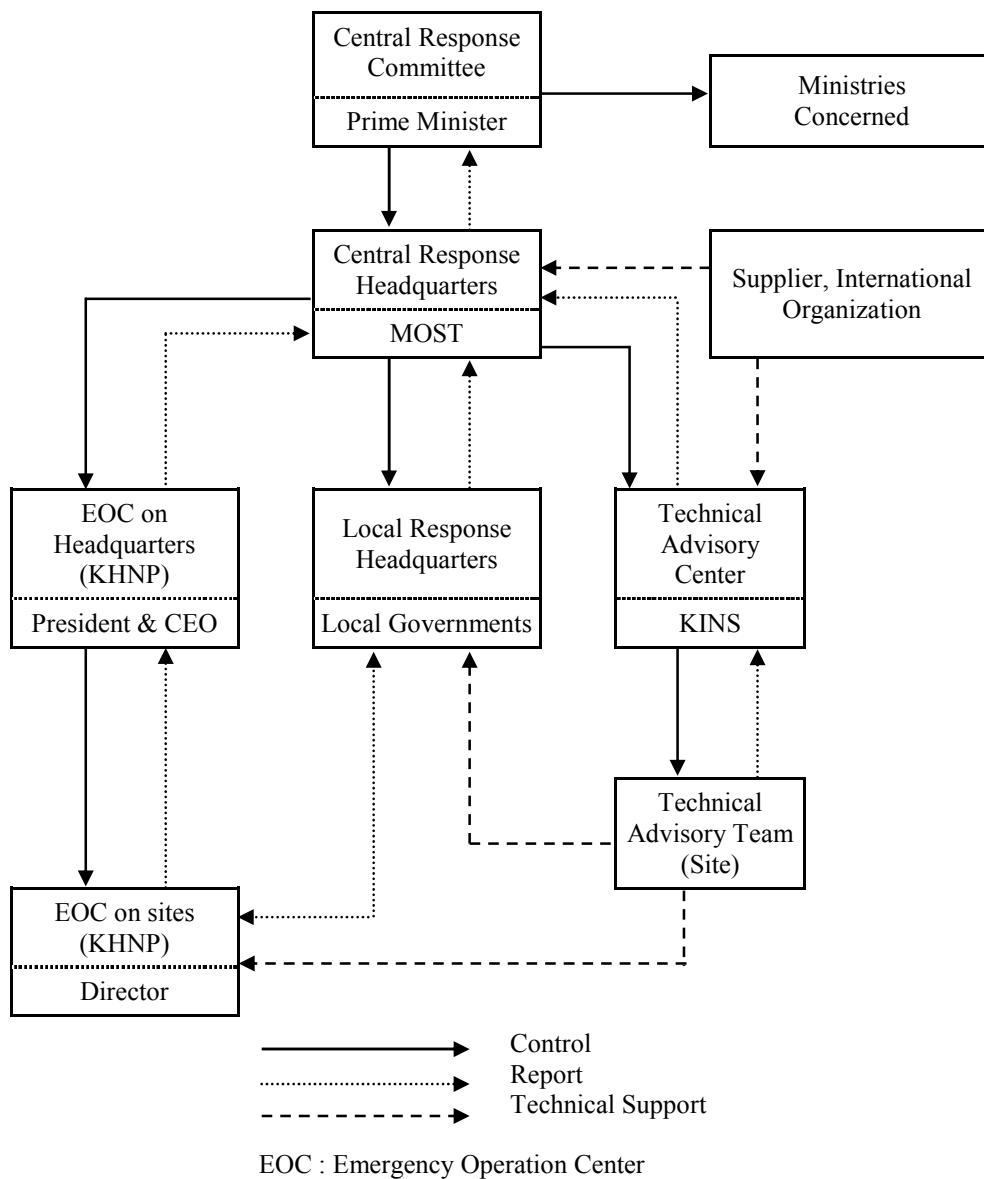 Central Response
Committee
Prime Minister
Ministries
Concerned
Central Response
Headquarters
MOST
Supplier, International
Organization
EOC on
Headquarters
(KHNP)
President & CEO
Local Response
Headquarters
Local Governments
Technical
Advisory
Center
KINS
Technical
Advisory Team
(Site)
EOC on sites
(KHNP)
Director
Control
Report
Technical Support
EOC : Emergency Operation Center